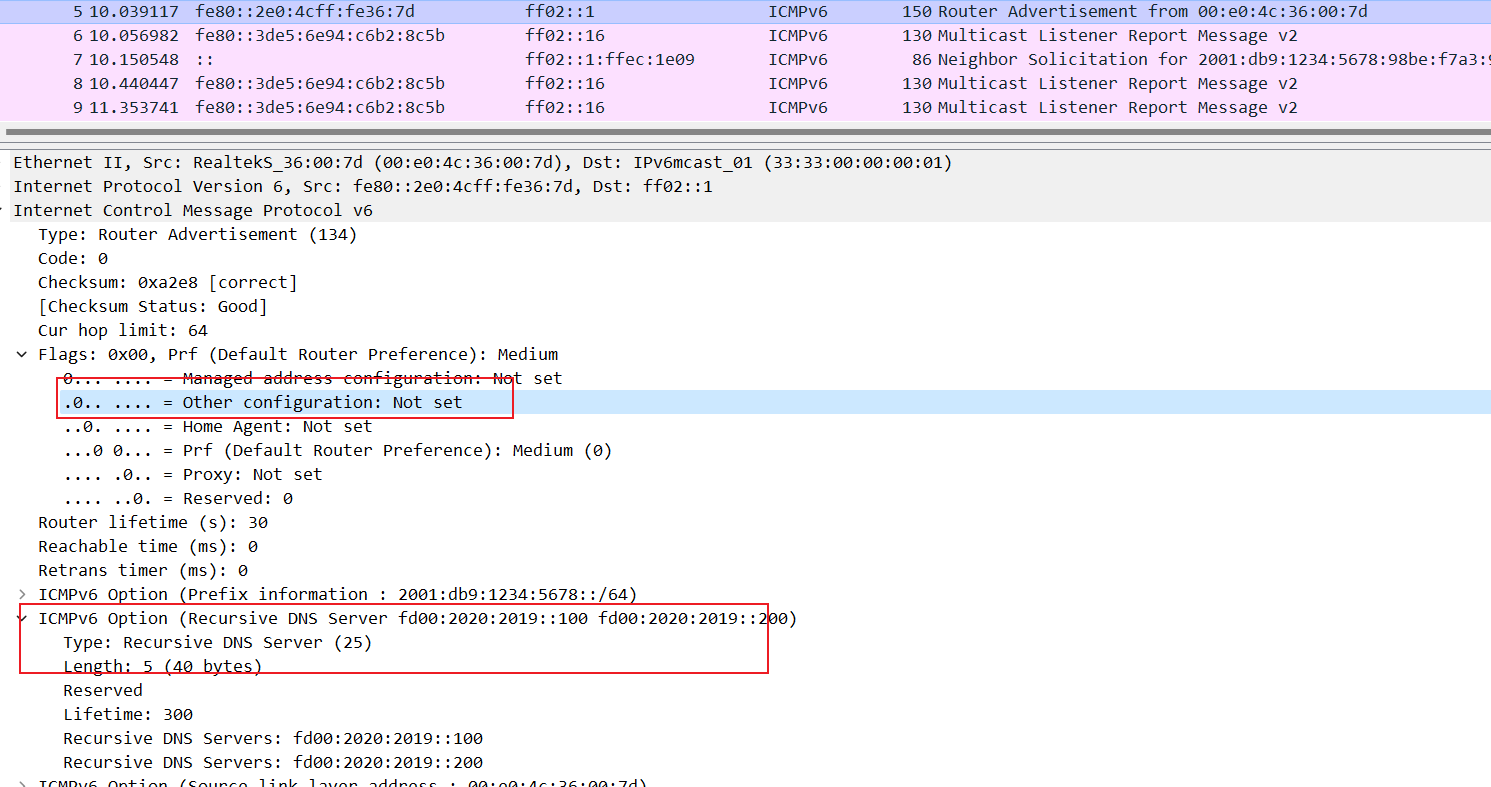 5 10.039117 fe80::2e0:4cff:fe36:7d ff02::1 ICMPv6 150 Router Advertisement from 00:e0:4c:36:00:7d
6 10.056982 fe80::3de5:6e94:c6b2:8c5b ff02::16 ICMPv6 130 Multicast Listener Report Message v2
7 10.150548 :: ff02::1:ffec:1e09 ICMPv6 86 Neighbor Solicitation for 2001:db9:1234:5678:98be:f7a3:9
8 10.440447 fe80::3de5:6e94:c6b2:8c5b ff02::16 ICMPv6 130 Multicast Listener Report Message v2
9 11.353741 fe80::3de5:6e94:c6b2:8c5b ff02::16 ICMPv6 130 Multicast Listener Report Message v2
Ethernet II, Src: RealtekS_36:00:7d (00:e0:4c:36:00:7d), Dst: IPv6mcast_01 (33:33:00:00:00:01)
Internet Protocol Version 6, Src: fe80::2e0:4cff:fe36:7d, Dst: ff02::1
Internet Control Message Protocol v6
Type: Router Advertisement (134)
Code: 0
Checksum: 0xa2e8 [correct]
[Checksum Status: Good]
Cur hop limit: 64
Flags: 0x00, Prf (Default Router Preference): Medium
0... .... = Managed address configuration: Not set
.0.. .... = Other configuration: Not set
..0. .... = Home Agent: Not set
...0 0... = Prf (Default Router Preference): Medium (0)
.... .0.. = Proxy: Not set
.... ..0. = Reserved: 0
Router lifetime (s): 30
Reachable time (ms): 0
Retrans timer (ms): 0
ICMPv6 Option (Prefix information : 2001:db9:1234:5678::/64)
ICMPv6 Option (Recursive DNS Server fd00:2020:2019::100 fd00:2020:2019::200)
Type: Recursive DNS Server (25)
Length: 5 (40 bytes)
Reserved
Lifetime: 300
Recursive DNS Servers: fd00:2020:2019::100
Recursive DNS Servers: fd00:2020:2019::200
ICMPv6 Option (Source link-layer address : 00:e0:4c:36:00:7d)